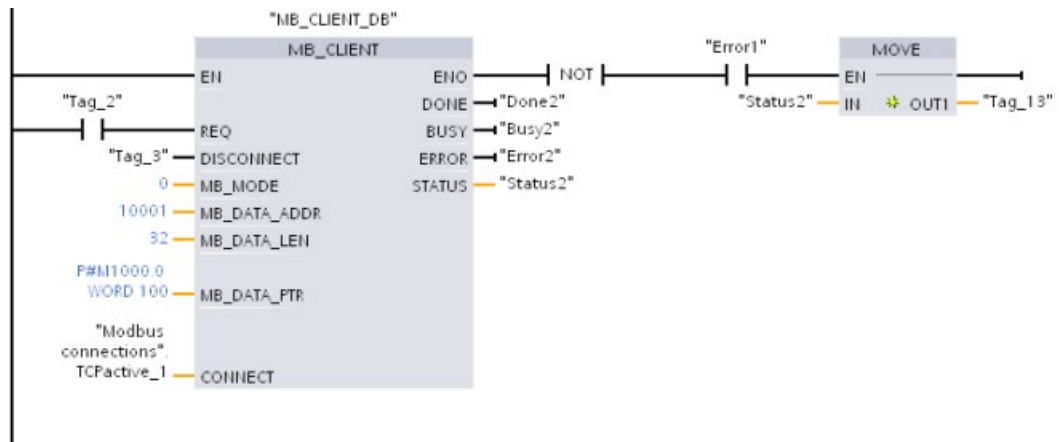 "MB_CLIENT_DB"
MB_CLIENT
"Error1"
MOVE
EN
ENO
NOT
EN
"Tag_2"
DONE
"Done2"
"Status2"
IN
OUT1
"Tag_13"
REQ
BUSY
"Busy2"
"Tag_3"
DISCONNECT
ERROR
"Error2"
0
MB_MODE
STATUS
"Status2"
10001
MB_DATA_ADDR
32
MB_DATA_LEN
P#M1000.0
WORD 100
MB_DATA_PTR
"Modbus
connections".
TCPactive_1
CONNECT